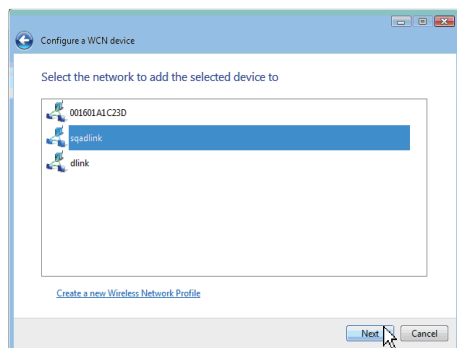 Configure a WCN device
Select the network to add the selected device to
001601A1C23D
sqadlink
dlink
Create a new Wireless Network Profile
Next
Cancel